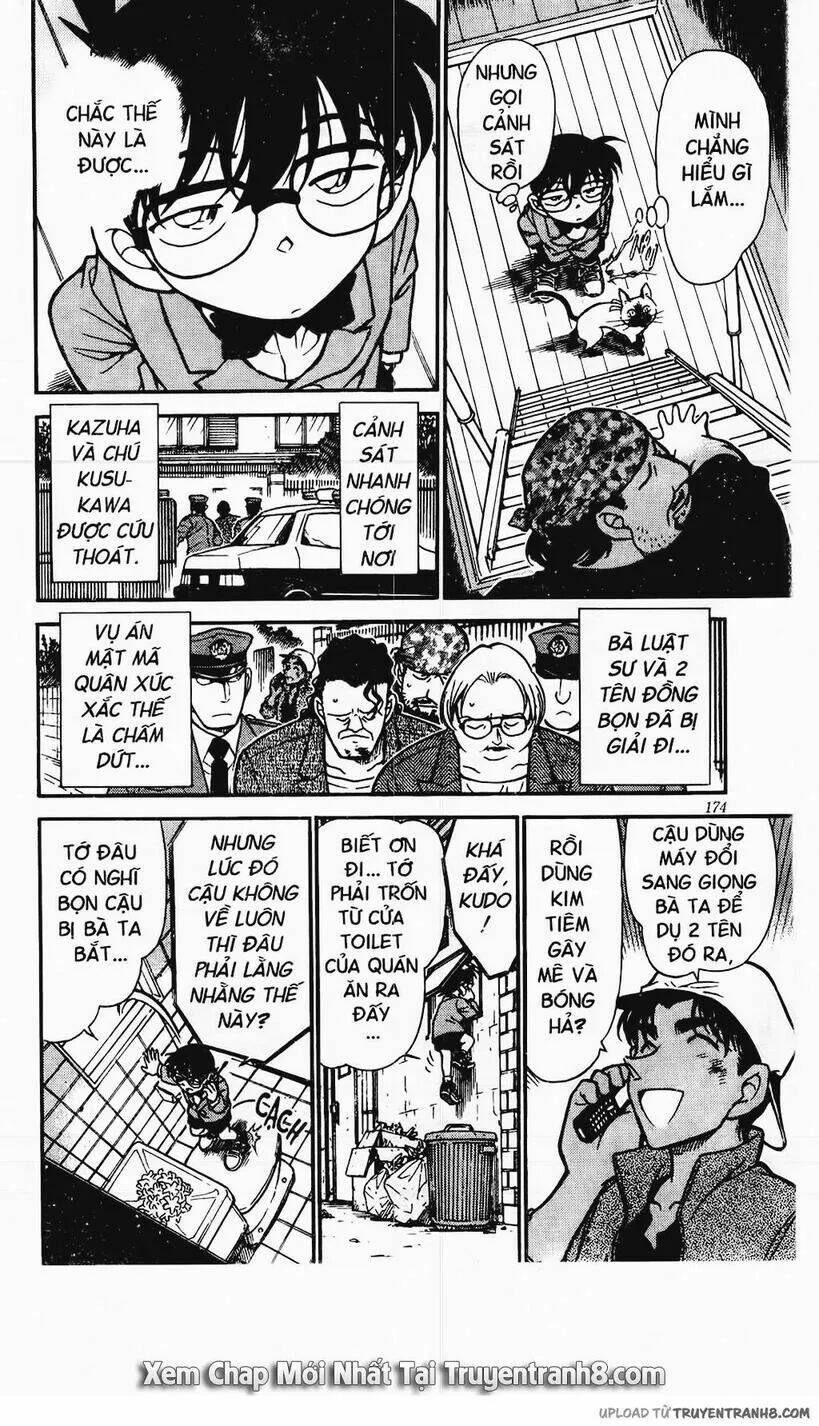 MÌNH
CHẲNG
HIỂU GÌ
LẮM...
NHƯNG
GỌI
CẢNH
SÁT
RỒI
CHẮC THẾ
NÀY LÀ
ĐƯỢC...
CẢNH
SÁT
NHANH
CHÓNG
TỚI
NƠI
KAZUHA
VÀ CHÚ
KUSU-
KAWA
ĐƯỢC CỨU
THOÁT.
BÀ LUẬT
SƯ VÀ 2
TÊN ĐỒNG
BỌN ĐÃ BỊ
GIẢI ĐI...
VỤ ÁN
MẬT MÃ
QUÂN XÚC
XẮC THẾ
LÀ CHẤM
DỨT...
174
CẬU DÙNG
MÁY ĐỔI
SANG GIỌNG
BÀ TA ĐỂ
DỤ 2 TÊN
ĐÓ RA,
RỒI
DÙNG
KIM
TIÊM
GÂY
MÊ VÀ
BÓNG
HẢ?
KHÁ
ĐẤY,
KUDO
!
BIẾT ƠN
ĐI... TỚ
PHẢI TRỐN
TỪ CỬA
TOILET
CỦA QUÁN
ĂN RA
ĐẤY
...
NHƯNG
LÚC ĐÓ
CẬU KHÔNG
VỀ LUÔN
THÌ ĐÂU
PHẢI LẰNG
NHẰNG THẾ
NÀY?
TỚ ĐÂU
CÓ NGHĨ
BỌN CẬU
BỊ BÀ TA
BẮT...
CẠCH
Xem Chap Mới Nhất Tại Truyentranh8.com
UPLOAD TỪ TRUYENTRANH8.COM